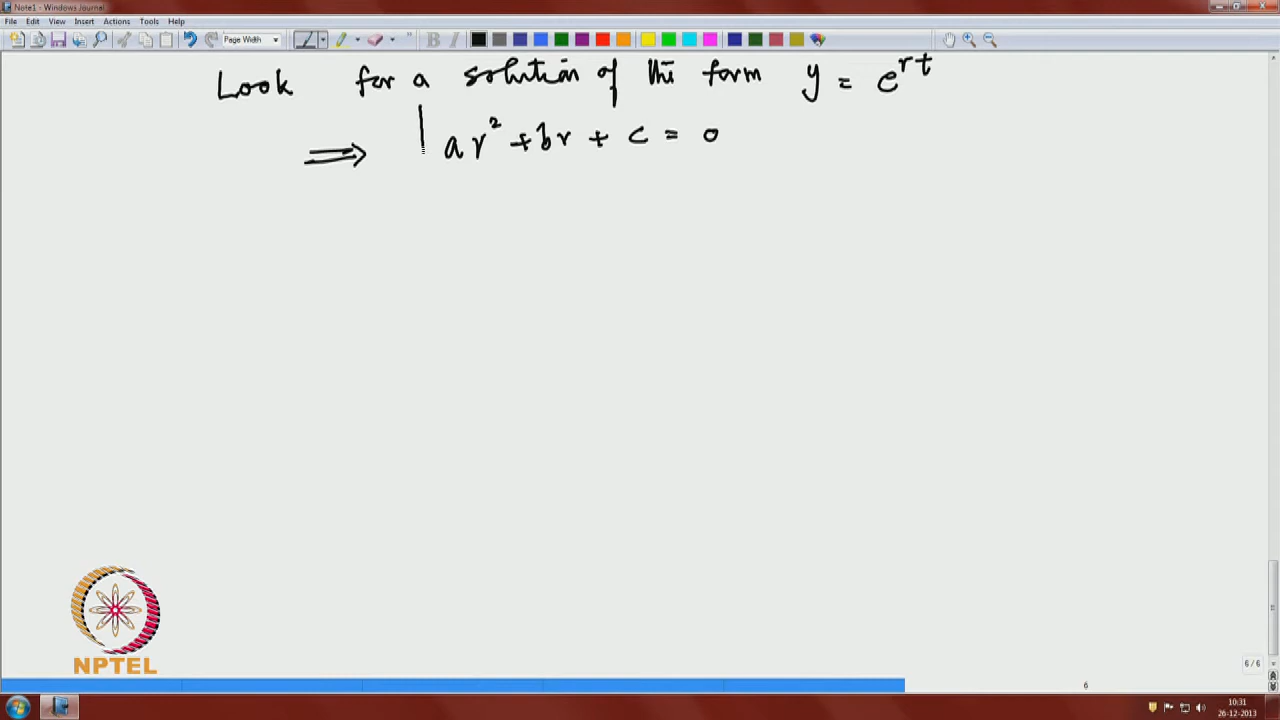 Note1 - Windows Journal
File Edit View Insert Actions Tools Help
Page Width
Look for a solution of the form y = e^{rt}
⟹ ar² + br + c = 0
NPTEL
6/6
6
10:31
26-12-2013